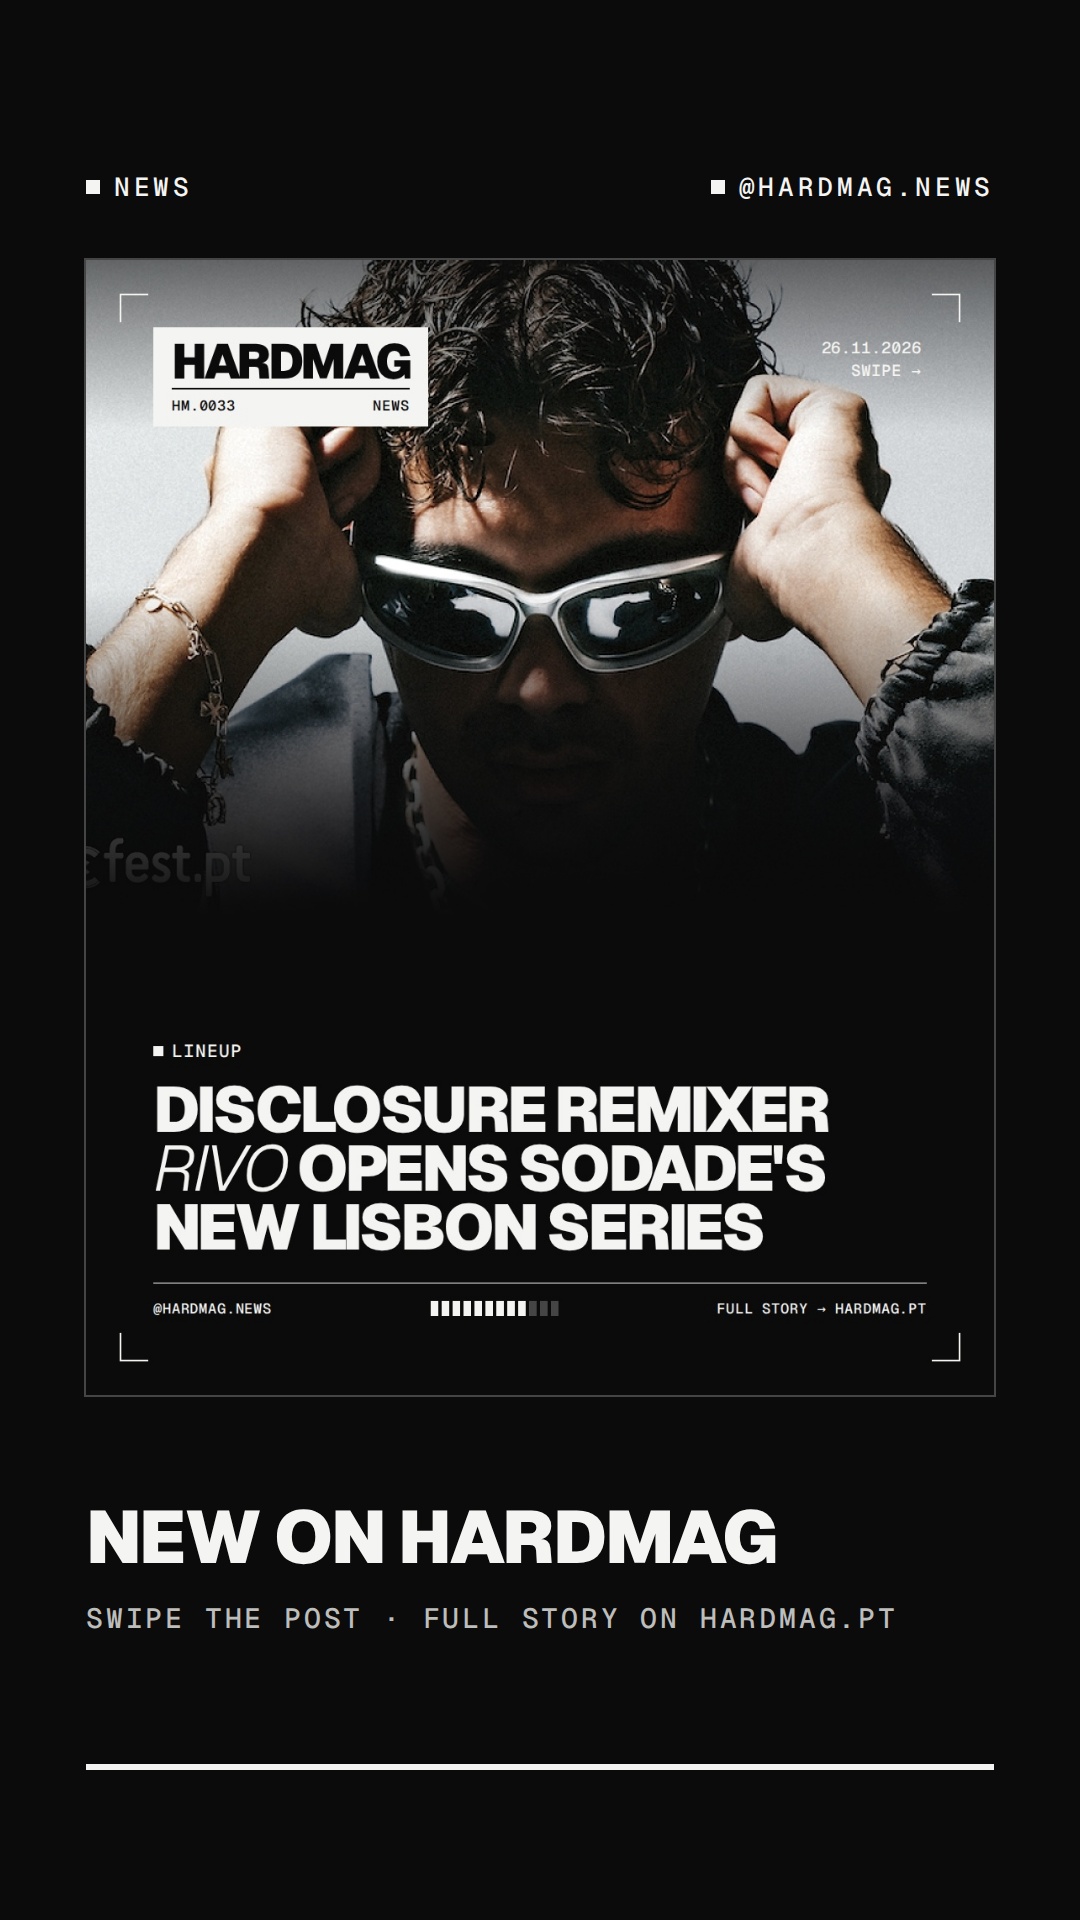 NEWS
@HARDMAG.NEWS
HARDMAG
HM.0033 NEWS
26.11.2026
SWIPE →
fest.pt
LINEUP
DISCLOSURE REMIXER
RIVO OPENS SODADE'S
NEW LISBON SERIES
@HARDMAG.NEWS
FULL STORY → HARDMAG.PT
NEW ON HARDMAG
SWIPE THE POST · FULL STORY ON HARDMAG.PT